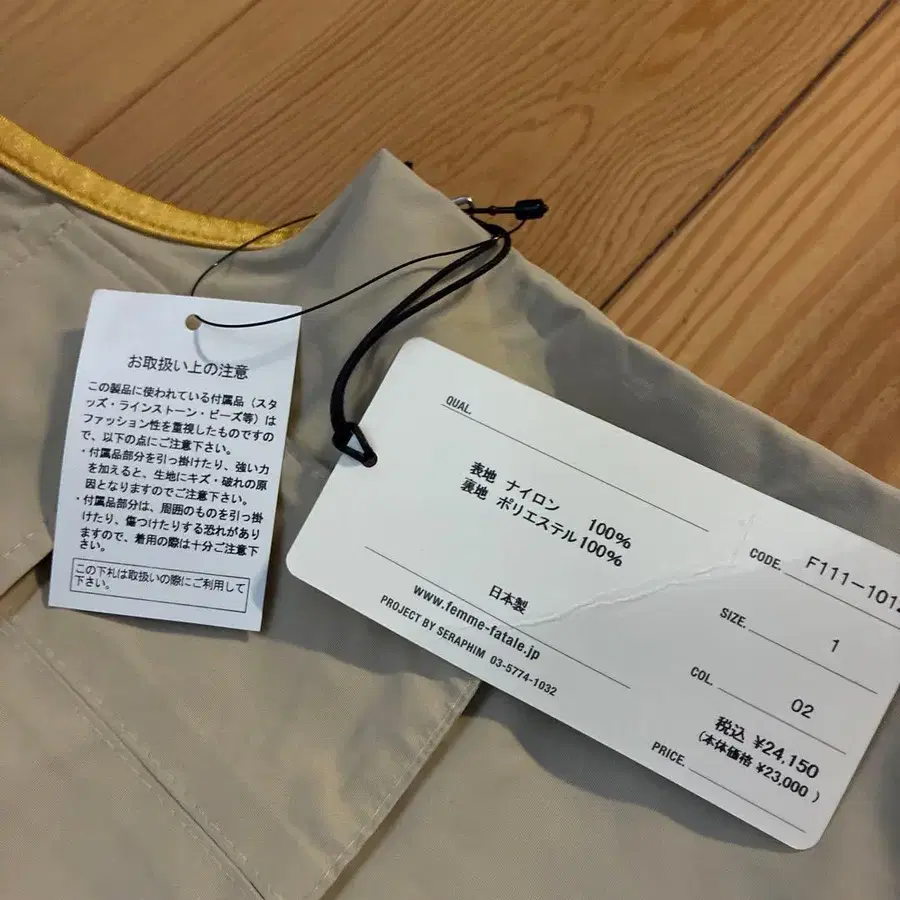 お取扱い上の注意
この製品に使われている付属品（スタ
ッズ・ラインストーン・ビーズ等）は
ファッション性を重視したものですの
で、以下の点にご注意下さい。
・付属品部分を引っ掛けたり、強い力
を加えると、生地にキズ・破れの原
因となりますのでご注意下さい。
・付属品部分は、周囲のものを引っ掛
けたり、傷つけたりする恐れがあり
ますので、着用の際は十分ご注意下
さい。
この下札は取扱いの際にご利用して
下さい。
QUAL.
表地 ナイロン 100%
裏地 ポリエステル100%
日本製
www.femme-fatale.jp
PROJECT BY SERAPHIM 03-5774-1032
CODE. F111-101
SIZE. 1
COL. 02
PRICE. 税込 ¥24,150
(本体価格 ¥23,000 )